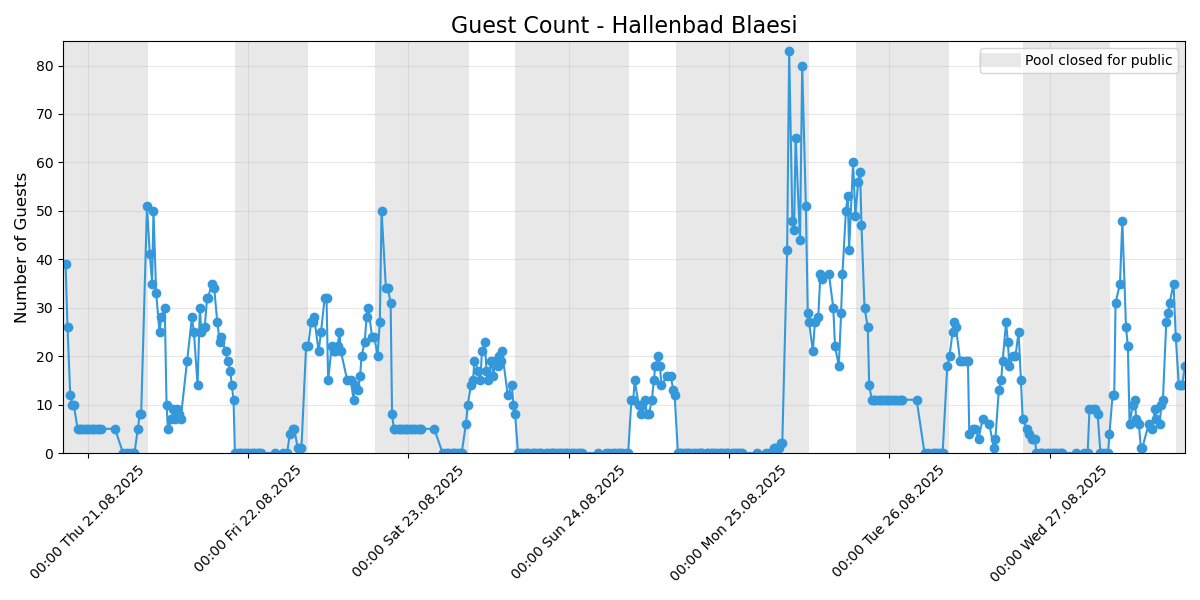 Guest Count - Hallenbad Blaesi
Pool closed for public
Number of Guests
80
70
60
50
40
30
20
10
0
00:00 Thu 21.08.2025
00:00 Fri 22.08.2025
00:00 Sat 23.08.2025
00:00 Sun 24.08.2025
00:00 Mon 25.08.2025
00:00 Tue 26.08.2025
00:00 Wed 27.08.2025